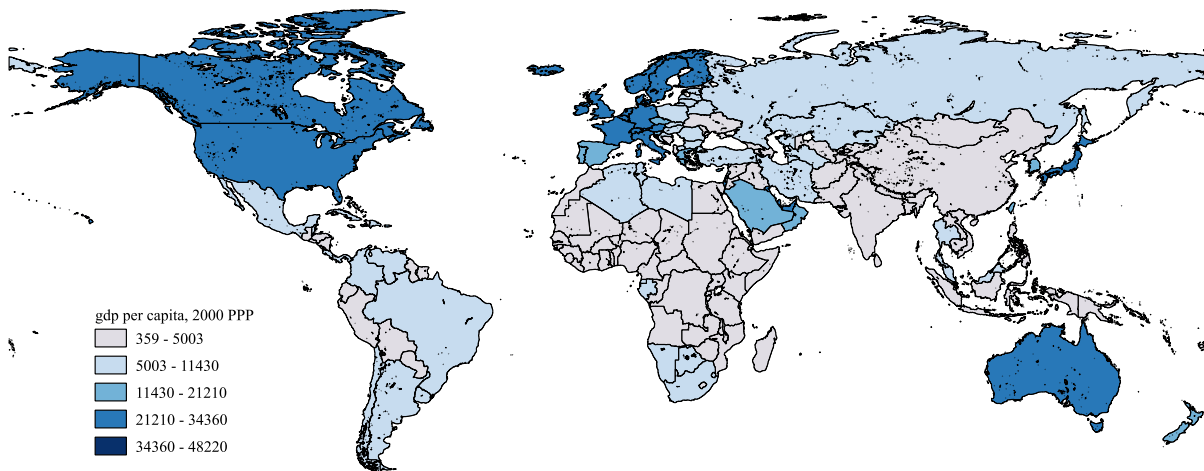 gdp per capita, 2000 PPP
359 - 5003
5003 - 11430
11430 - 21210
21210 - 34360
34360 - 48220